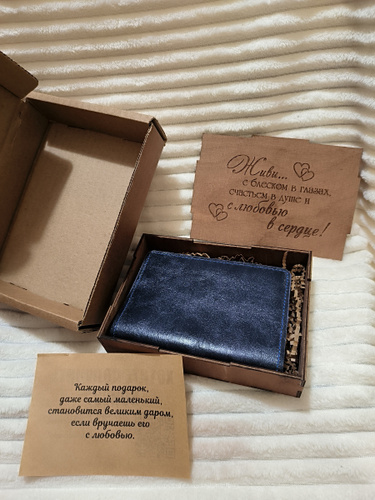 Живи...
с блеском в глазах,
счастьем в душе и
с любовью
в сердце!
Каждый подарок,
даже самый маленький,
становится великим даром,
если вручаешь его
с любовью.